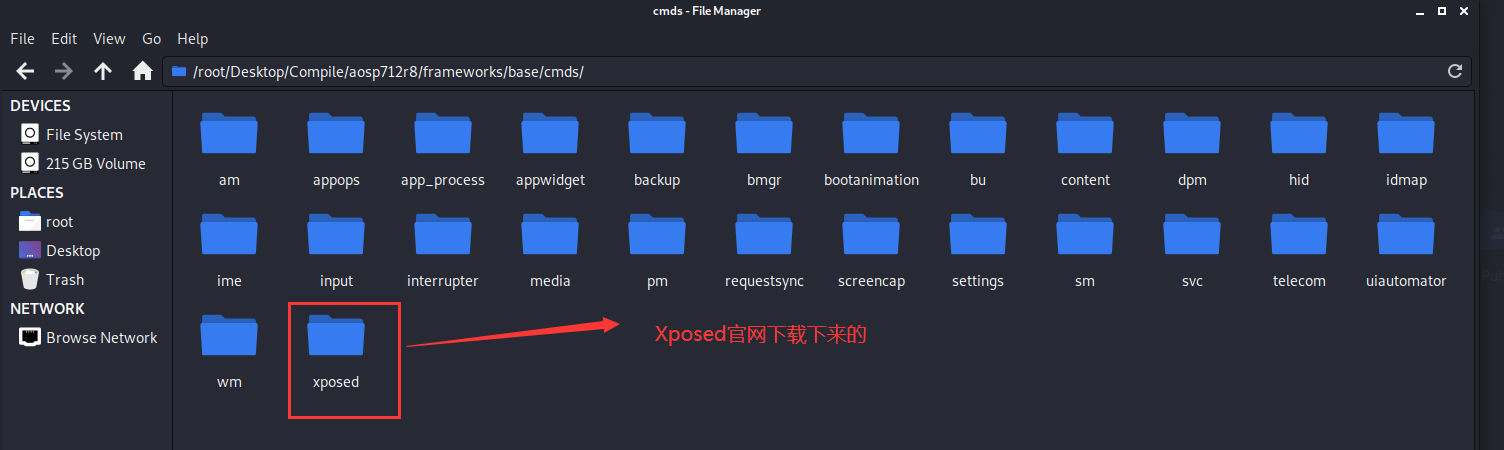 cmds - File Manager
File Edit View Go Help
/root/Desktop/Compile/aosp712r8/frameworks/base/cmds/
DEVICES
File System
215 GB Volume
PLACES
root
Desktop
Trash
NETWORK
Browse Network
am appops app_process appwidget backup bmgr bootanimation bu content dpm hid idmap
ime input interrupter media pm requestsync screencap settings sm svc telecom uiautomator
wm xposed
Xposed官网下载下来的